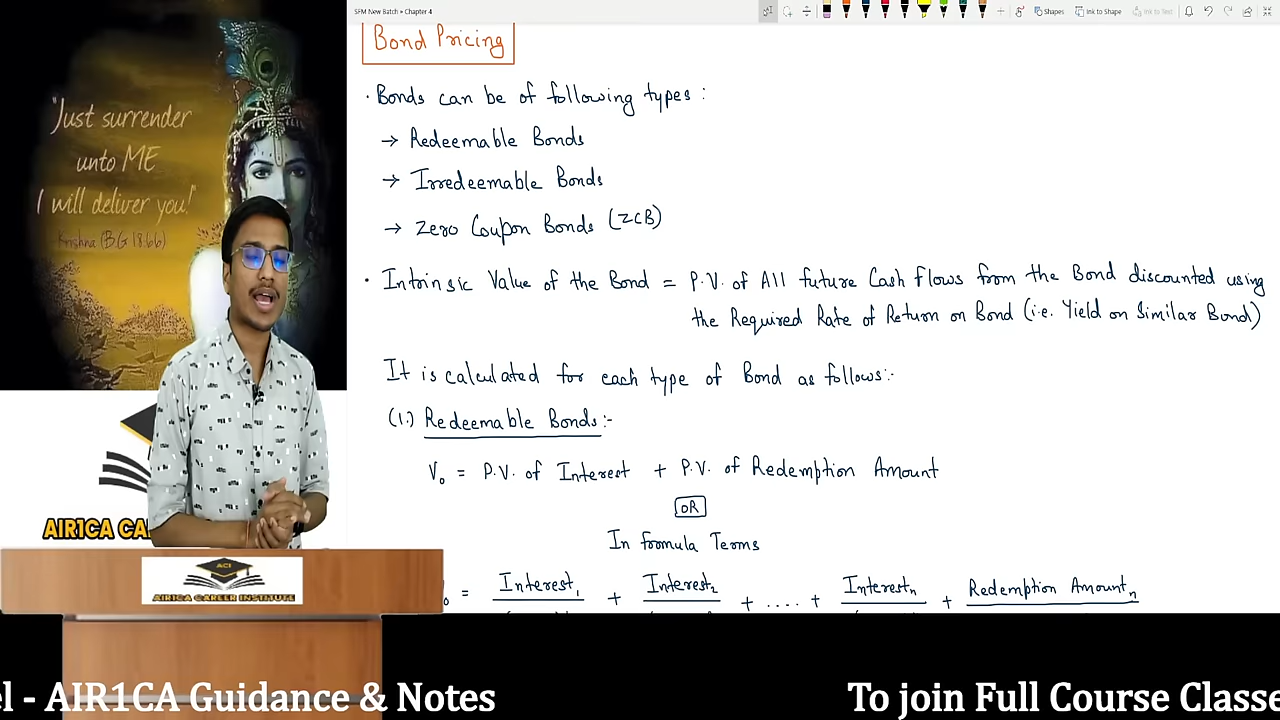 SFM New Batch » Chapter 4
Shapes
Ink to Shape
Ink to Text
Bond Pricing
"Just surrender
unto ME
I will deliver you!"
Krishna (BG 18:66)
• Bonds can be of following types :
→ Redeemable Bonds
→ Irredeemable Bonds
→ Zero Coupon Bonds (ZCB)
• Intrinsic Value of the Bond = P.V. of All future Cash flows from the Bond discounted using
the Required Rate of Return on Bond (i.e. Yield on Similar Bond)
It is calculated for each type of Bond as follows:-
(1.) Redeemable Bonds:-
V₀ = P.V. of Interest + P.V. of Redemption Amount
OR
In formula Terms
₀ = Interest₁ + Interest₂ + .... + Interestₙ + Redemption Amountₙ
AIR1CA CA
ACI
AIR1CA CAREER INSTITUTE
el - AIR1CA Guidance & Notes
To join Full Course Classe